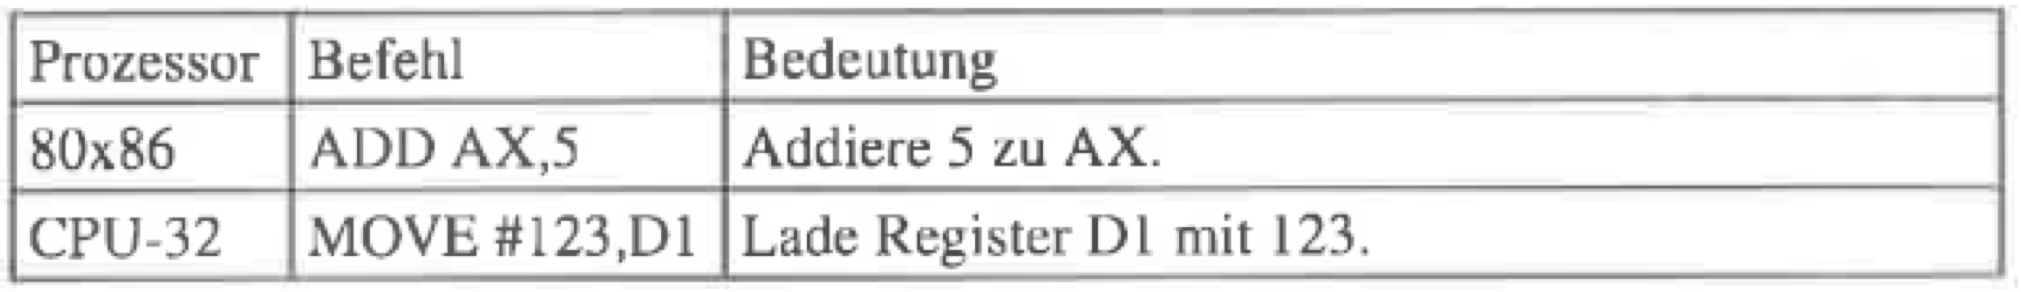 Prozessor Befehl Bedeutung
80x86 ADD AX,5 Addiere 5 zu AX.
CPU-32 MOVE #123,D1 Lade Register D1 mit 123.